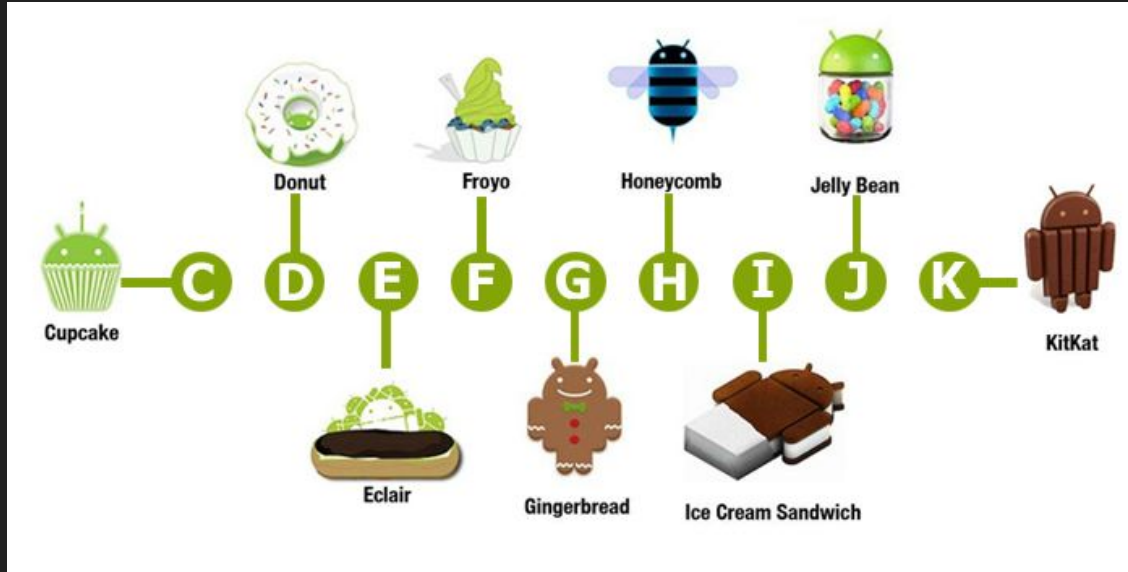 Donut
Froyo
Honeycomb
Jelly Bean
C
D
E
F
G
H
I
J
K
Cupcake
KitKat
Eclair
Gingerbread
Ice Cream Sandwich